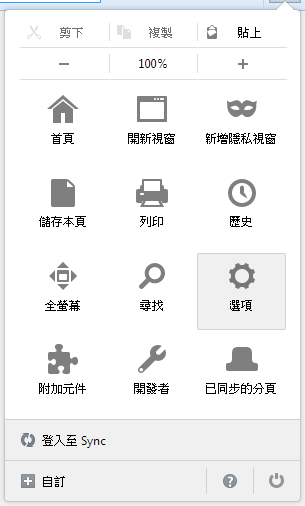 剪下 複製 貼上
− 100% +
首頁 開新視窗 新增隱私視窗
儲存本頁 列印 歷史
全螢幕 尋找 選項
附加元件 開發者 已同步的分頁
登入至 Sync
自訂 ?